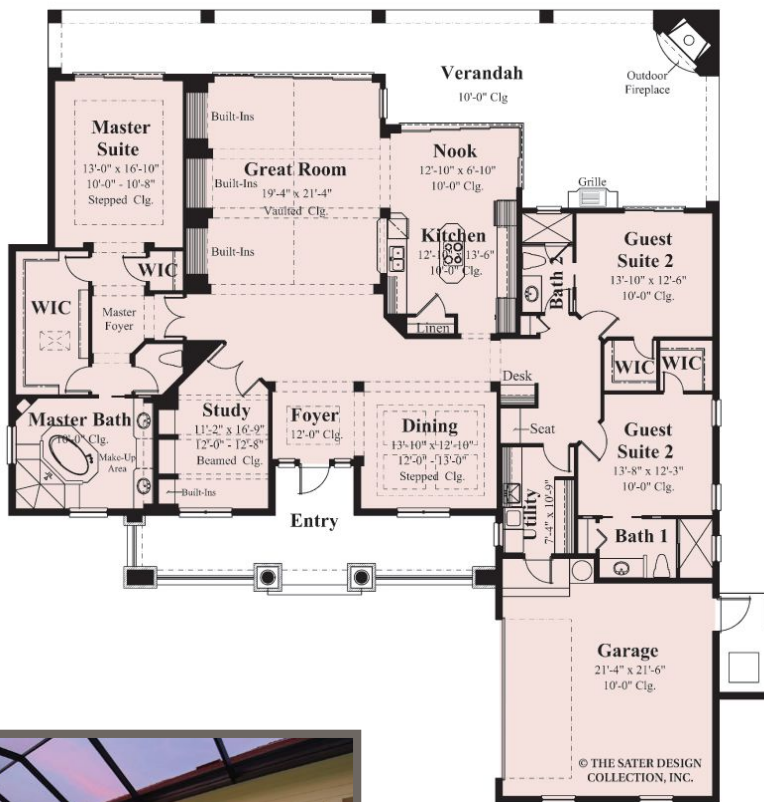 Verandah
10'-0" Clg
Outdoor
Fireplace
Master
Suite
13'-0" x 16'-10"
10'-0" - 10'-8"
Stepped Clg.
Built-Ins
Great Room
19'-4" x 21'-4"
Vaulted Clg.
Built-Ins
Built-Ins
Nook
12'-10" x 6'-10"
10'-0" Clg.
Grille
Kitchen
12'-10" x 13'-6"
10'-0" Clg.
Linen
Bath 2
Guest
Suite 2
13'-10" x 12'-6"
10'-0" Clg.
WIC
WIC
Master
Foyer
WIC
WIC
Desk
Seat
Master Bath
10'-0" Clg.
Make-Up
Area
Study
11'-2" x 16'-9"
12'-0" - 12'-8"
Beamed Clg.
Built-Ins
Foyer
12'-0" Clg.
Dining
13'-10" x 12'-10"
12'-0" - 13'-0"
Stepped Clg.
Guest
Suite 2
13'-8" x 12'-3"
10'-0" Clg.
Entry
Utility
7'-4" x 10'-9"
Bath 1
Garage
21'-4" x 21'-6"
10'-0" Clg.
© THE SATER DESIGN
COLLECTION, INC.